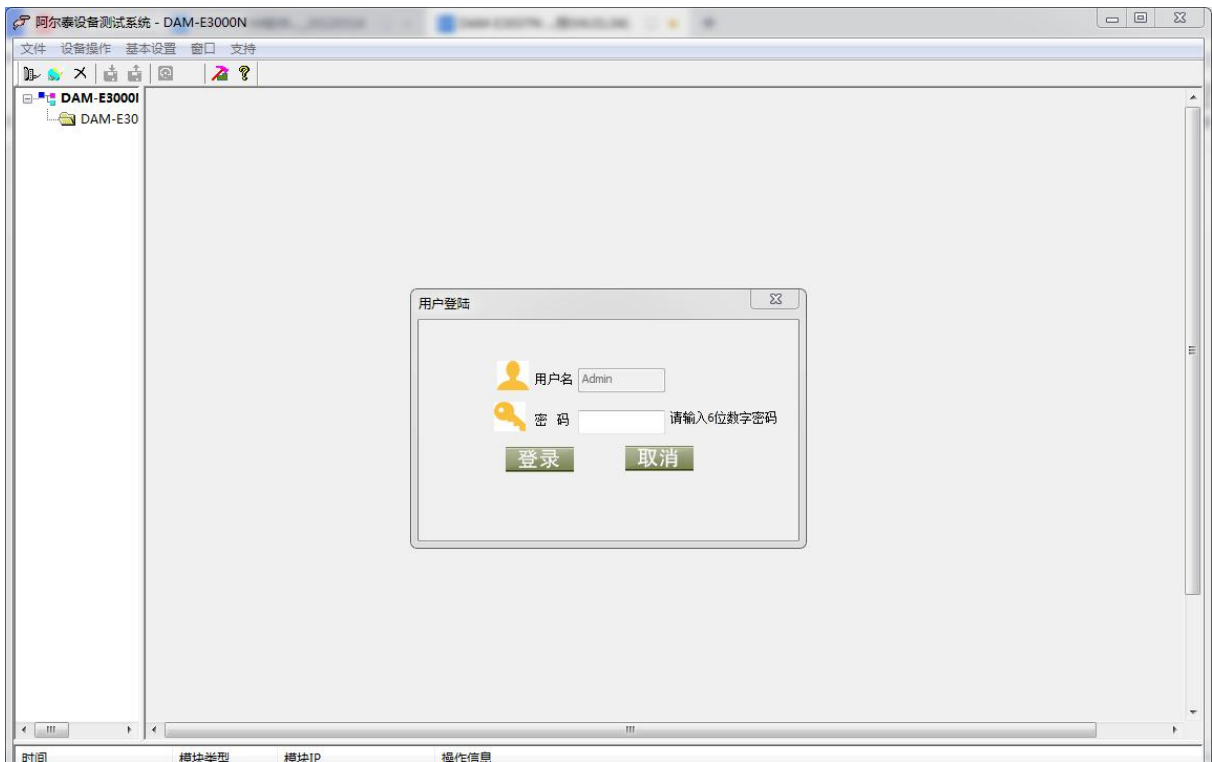 阿尔泰设备测试系统 - DAM-E3000N
文件 设备操作 基本设置 窗口 支持
DAM-E3000I
DAM-E30
用户登陆
用户名 Admin
密 码 请输入6位数字密码
登录 取消
时间 模块类型 模块IP 操作信息